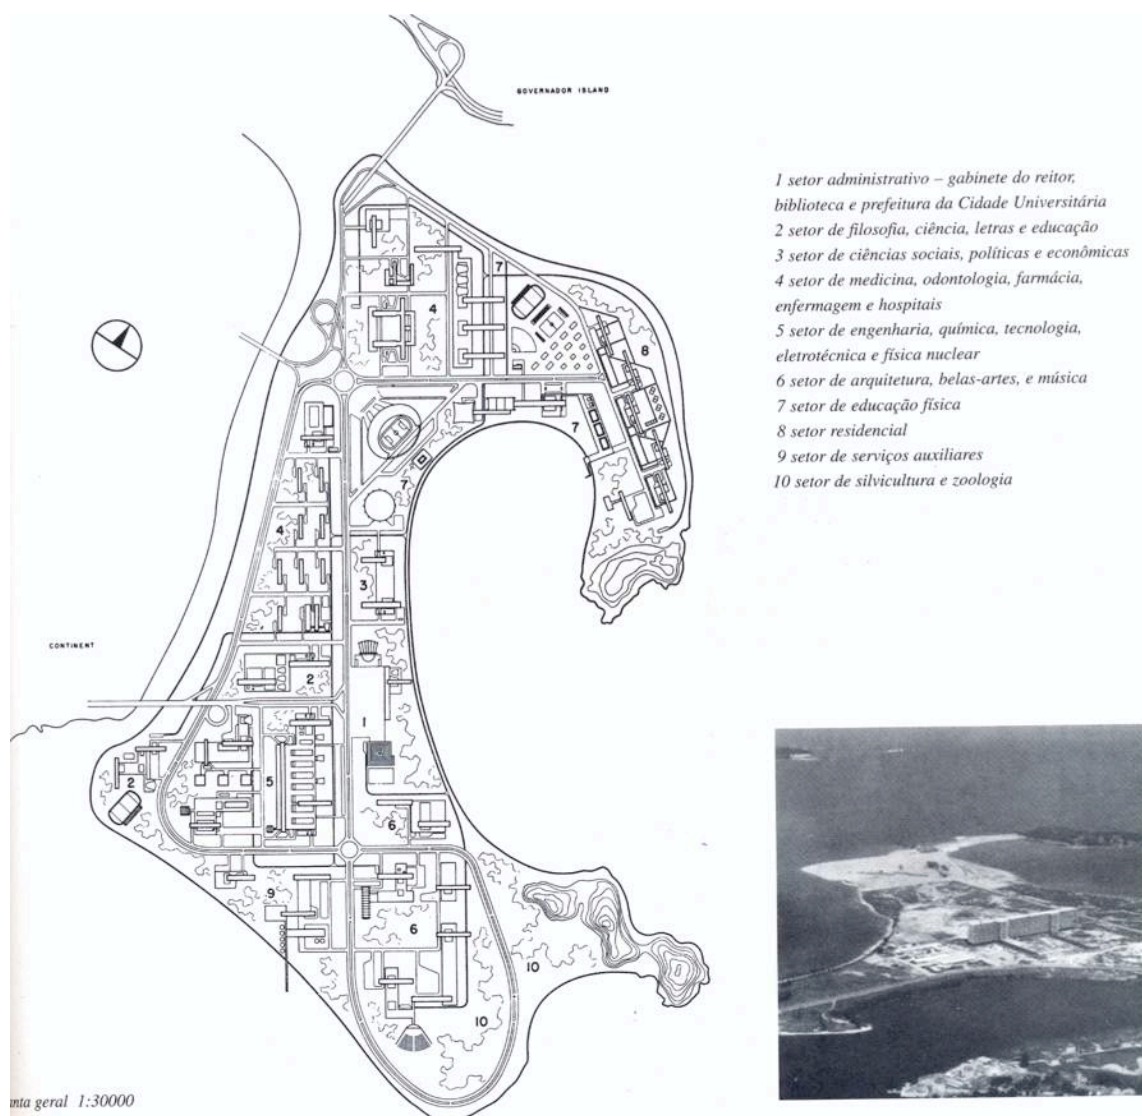 GOVERNADOR ISLAND
1 setor administrativo – gabinete do reitor,
biblioteca e prefeitura da Cidade Universitária
2 setor de filosofia, ciência, letras e educação
3 setor de ciências sociais, políticas e econômicas
4 setor de medicina, odontologia, farmácia,
enfermagem e hospitais
5 setor de engenharia, química, tecnologia,
eletrotécnica e física nuclear
6 setor de arquitetura, belas-artes, e música
7 setor de educação física
8 setor residencial
9 setor de serviços auxiliares
10 setor de silvicultura e zoologia
7
4
8
7
7
4
3
CONTINENT
2
1
5
2
6
9
6
10
10
nta geral 1:30000